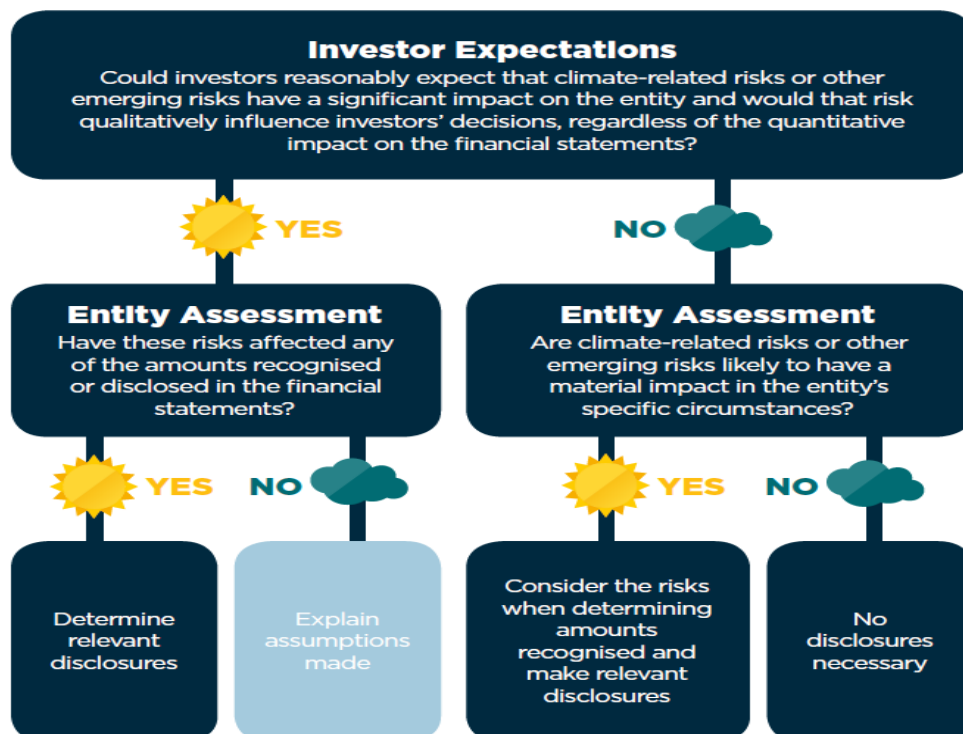 Investor Expectations
Could investors reasonably expect that climate-related risks or other
emerging risks have a significant impact on the entity and would that risk
qualitatively influence investors' decisions, regardless of the quantitative
impact on the financial statements?
YES
NO
Entity Assessment
Have these risks affected any
of the amounts recognised
or disclosed in the financial
statements?
Entity Assessment
Are climate-related risks or other
emerging risks likely to have a
material impact in the entity's
specific circumstances?
YES
NO
YES
NO
Determine
relevant
disclosures
Explain
assumptions
made
Consider the risks
when determining
amounts
recognised and
make relevant
disclosures
No
disclosures
necessary